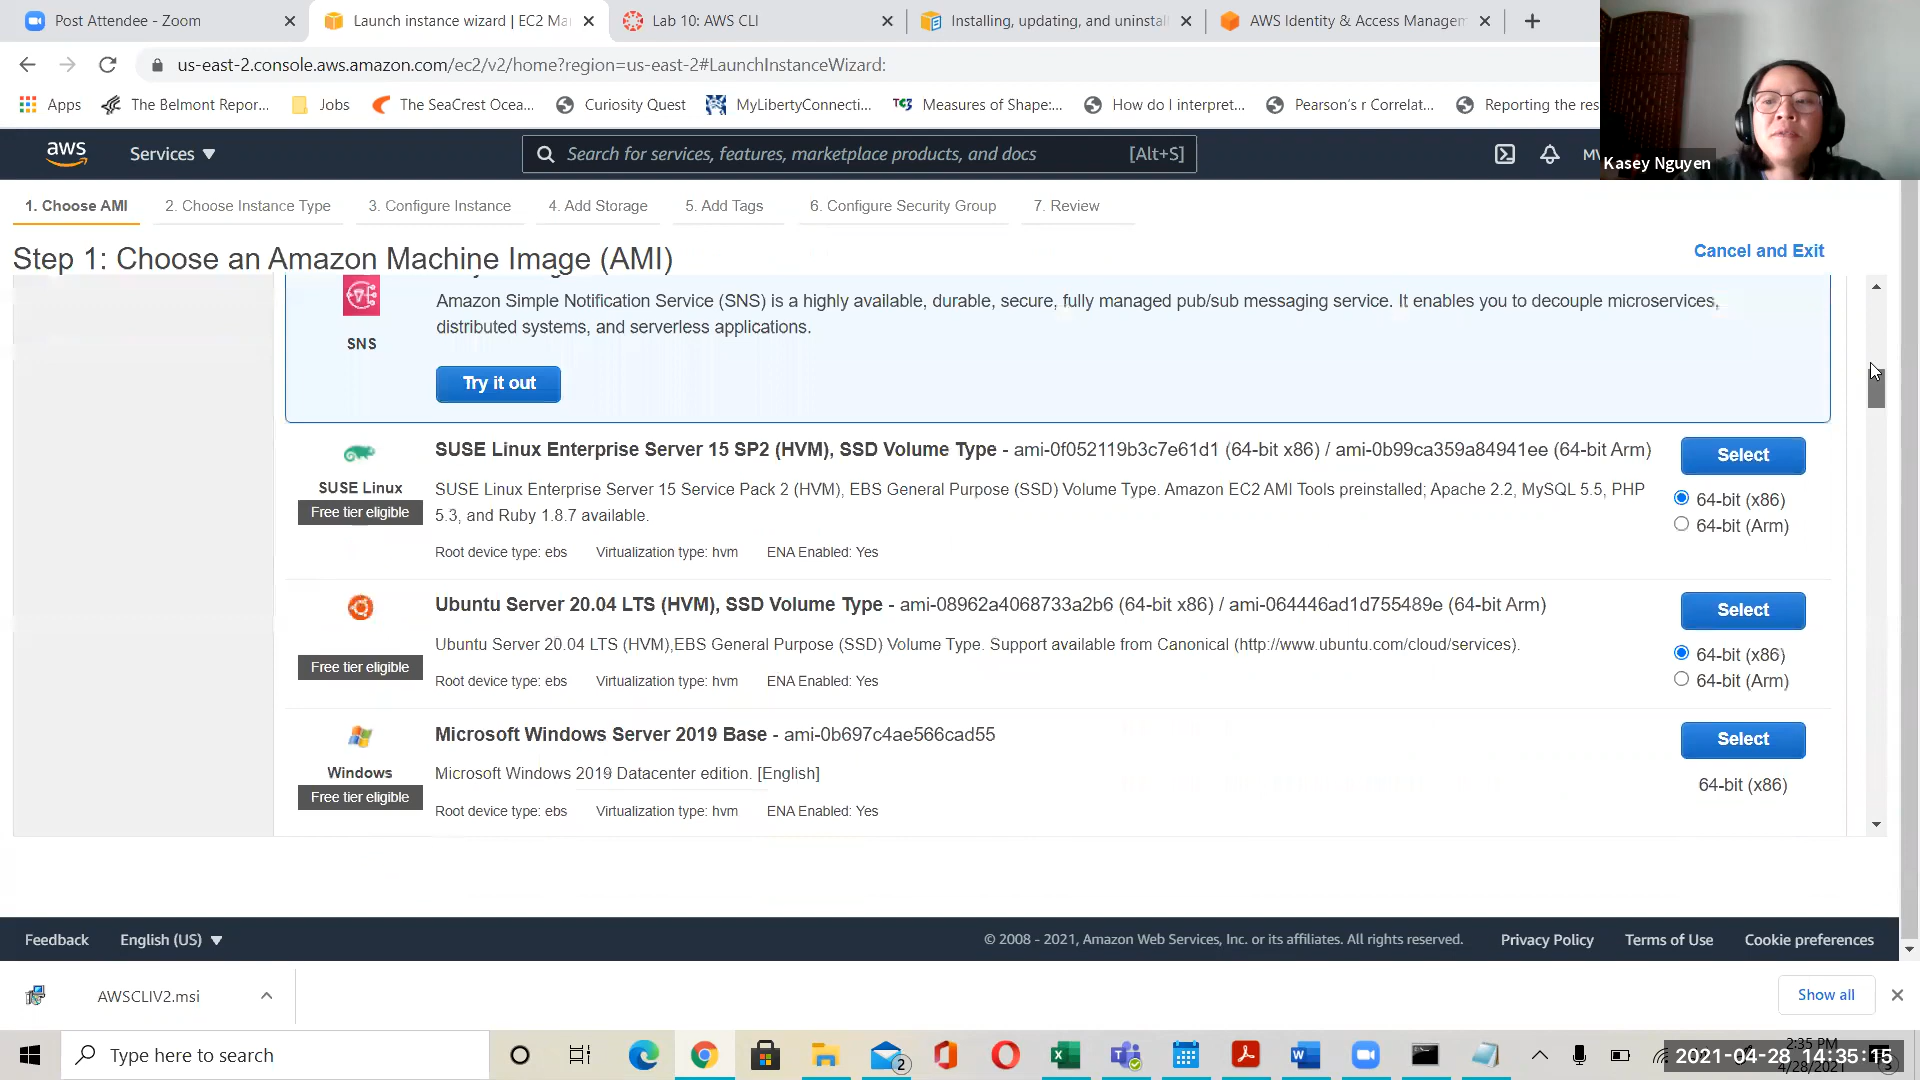 Post Attendee - Zoom
Launch instance wizard | EC2 Ma
Lab 10: AWS CLI
Installing, updating, and uninstal
AWS Identity & Access Managem
us-east-2.console.aws.amazon.com/ec2/v2/home?region=us-east-2#LaunchInstanceWizard:
Apps
The Belmont Repor...
Jobs
The SeaCrest Ocea...
Curiosity Quest
MyLibertyConnecti...
TC3
Measures of Shape:...
How do I interpret...
Pearson's r Correlat...
Reporting the res
Kasey Nguyen
aws
Services
Search for services, features, marketplace products, and docs
[Alt+S]
1. Choose AMI
2. Choose Instance Type
3. Configure Instance
4. Add Storage
5. Add Tags
6. Configure Security Group
7. Review
Step 1: Choose an Amazon Machine Image (AMI)
Cancel and Exit
Amazon Simple Notification Service (SNS) is a highly available, durable, secure, fully managed pub/sub messaging service. It enables you to decouple microservices,
distributed systems, and serverless applications.
SNS
Try it out
SUSE Linux Enterprise Server 15 SP2 (HVM), SSD Volume Type - ami-0f052119b3c7e61d1 (64-bit x86) / ami-0b99ca359a84941ee (64-bit Arm)
Select
SUSE Linux
Free tier eligible
SUSE Linux Enterprise Server 15 Service Pack 2 (HVM), EBS General Purpose (SSD) Volume Type. Amazon EC2 AMI Tools preinstalled; Apache 2.2, MySQL 5.5, PHP
5.3, and Ruby 1.8.7 available.
64-bit (x86)
64-bit (Arm)
Root device type: ebs
Virtualization type: hvm
ENA Enabled: Yes
Ubuntu Server 20.04 LTS (HVM), SSD Volume Type - ami-08962a4068733a2b6 (64-bit x86) / ami-064446ad1d755489e (64-bit Arm)
Select
Free tier eligible
Ubuntu Server 20.04 LTS (HVM),EBS General Purpose (SSD) Volume Type. Support available from Canonical (http://www.ubuntu.com/cloud/services).
64-bit (x86)
64-bit (Arm)
Root device type: ebs
Virtualization type: hvm
ENA Enabled: Yes
Microsoft Windows Server 2019 Base - ami-0b697c4ae566cad55
Select
Windows
Free tier eligible
Microsoft Windows 2019 Datacenter edition. [English]
64-bit (x86)
Root device type: ebs
Virtualization type: hvm
ENA Enabled: Yes
Feedback
English (US)
© 2008 - 2021, Amazon Web Services, Inc. or its affiliates. All rights reserved.
Privacy Policy
Terms of Use
Cookie preferences
AWSCLIV2.msi
Show all
Type here to search
2
2:35 PM
2021-04-28 14:35:15